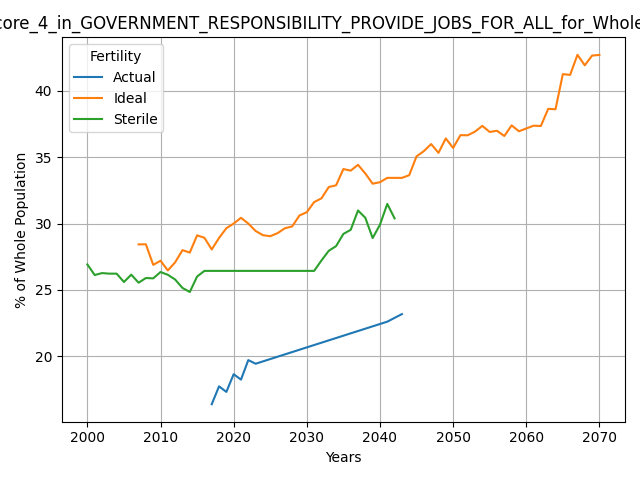 core_4_in_GOVERNMENT_RESPONSIBILITY_PROVIDE_JOBS_FOR_ALL_for_Whole
Fertility
Actual
Ideal
Sterile
% of Whole Population
40
35
30
25
20
2000 2010 2020 2030 2040 2050 2060 2070
Years